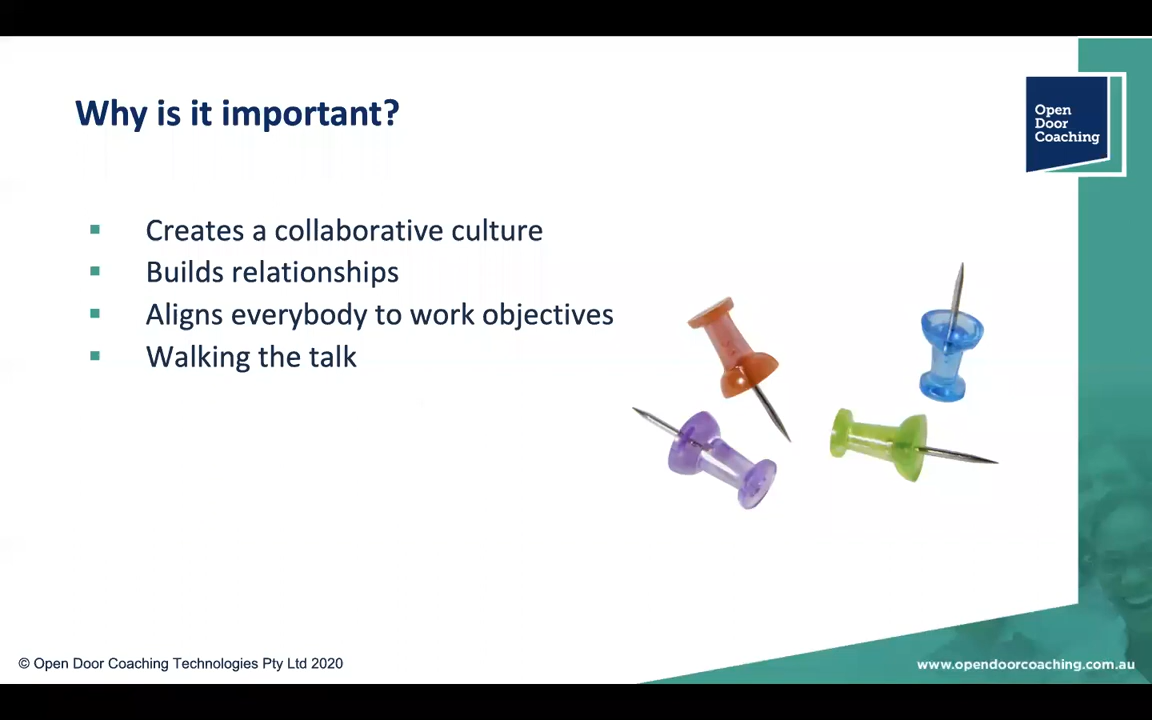 Why is it important?
Open
Door
Coaching
▪ Creates a collaborative culture
▪ Builds relationships
▪ Aligns everybody to work objectives
▪ Walking the talk
© Open Door Coaching Technologies Pty Ltd 2020
www.opendoorcoaching.com.au